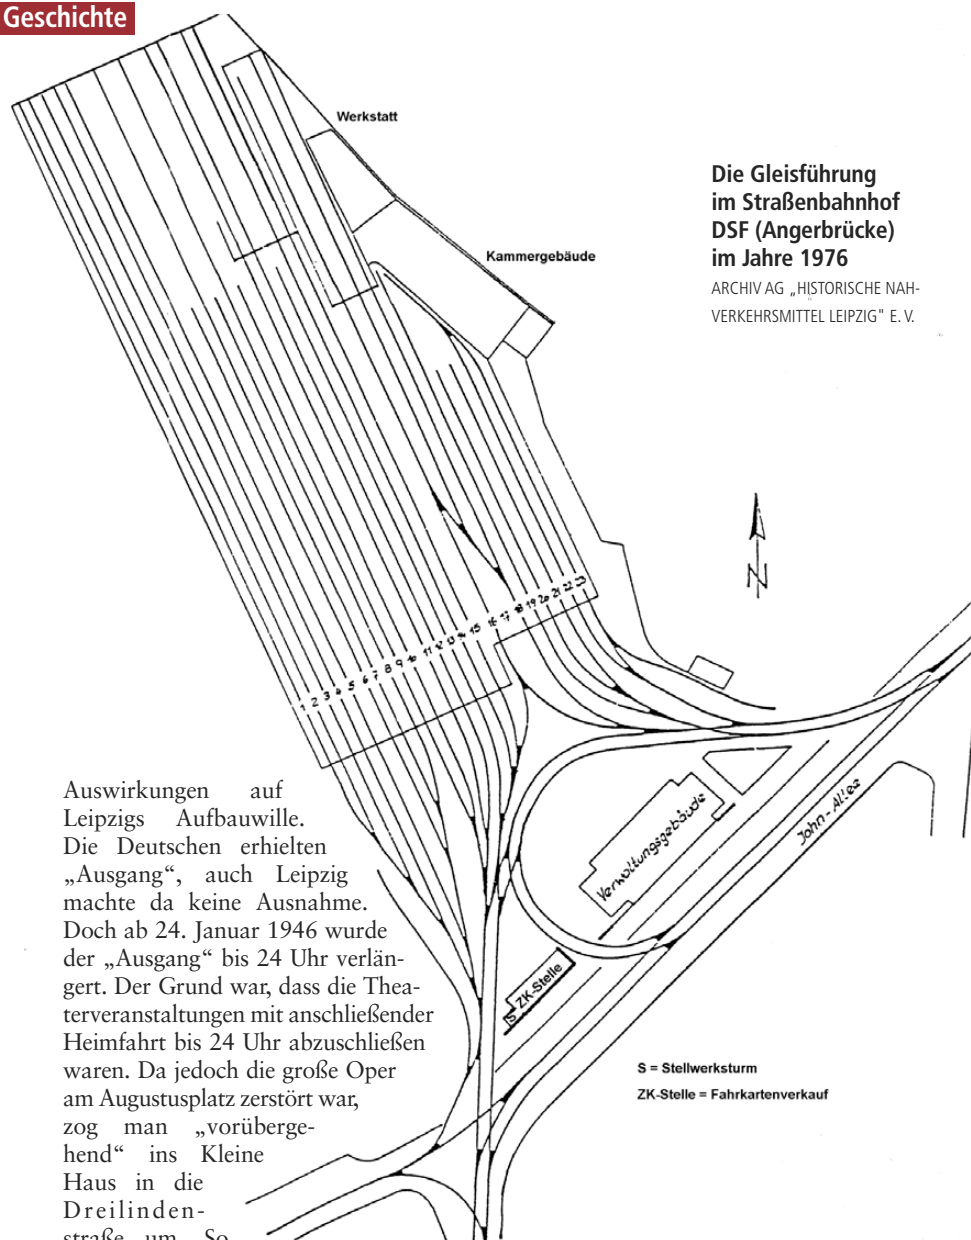 Geschichte
Werkstatt
Kammergebäude
Die Gleisführung
im Straßenbahnhof
DSF (Angerbrücke)
im Jahre 1976
ARCHIV AG „HISTORISCHE NAH-
VERKEHRSMITTEL LEIPZIG" E. V.
N
1 2 3 4 5 6 7 8 9 10 11 12 13 14 15 16 17 18 19 20 21 22 23
Verwaltungsgebäude
John-Allee
S ZK-Stelle
S = Stellwerksturm
ZK-Stelle = Fahrkartenverkauf
Auswirkungen auf
Leipzigs Aufbauwille.
Die Deutschen erhielten
„Ausgang“, auch Leipzig
machte da keine Ausnahme.
Doch ab 24. Januar 1946 wurde
der „Ausgang“ bis 24 Uhr verlän-
gert. Der Grund war, dass die Thea-
terveranstaltungen mit anschließender
Heimfahrt bis 24 Uhr abzuschließen
waren. Da jedoch die große Oper
am Augustusplatz zerstört war,
zog man „vorüberge-
hend“ ins Kleine
Haus in die
Dreilinden-
straße um. So